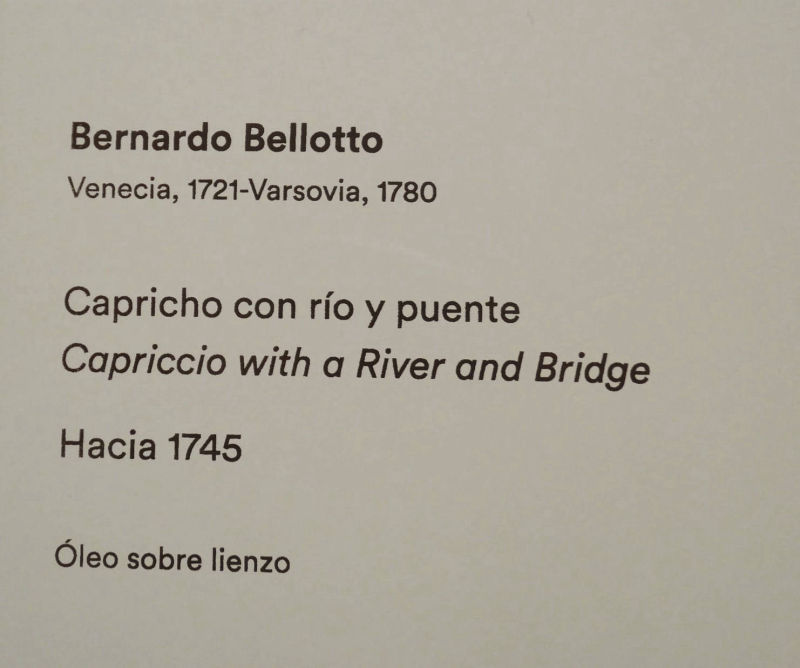 Bernardo Bellotto
Venecia, 1721-Varsovia, 1780
Capricho con río y puente
Capriccio with a River and Bridge
Hacia 1745
Óleo sobre lienzo